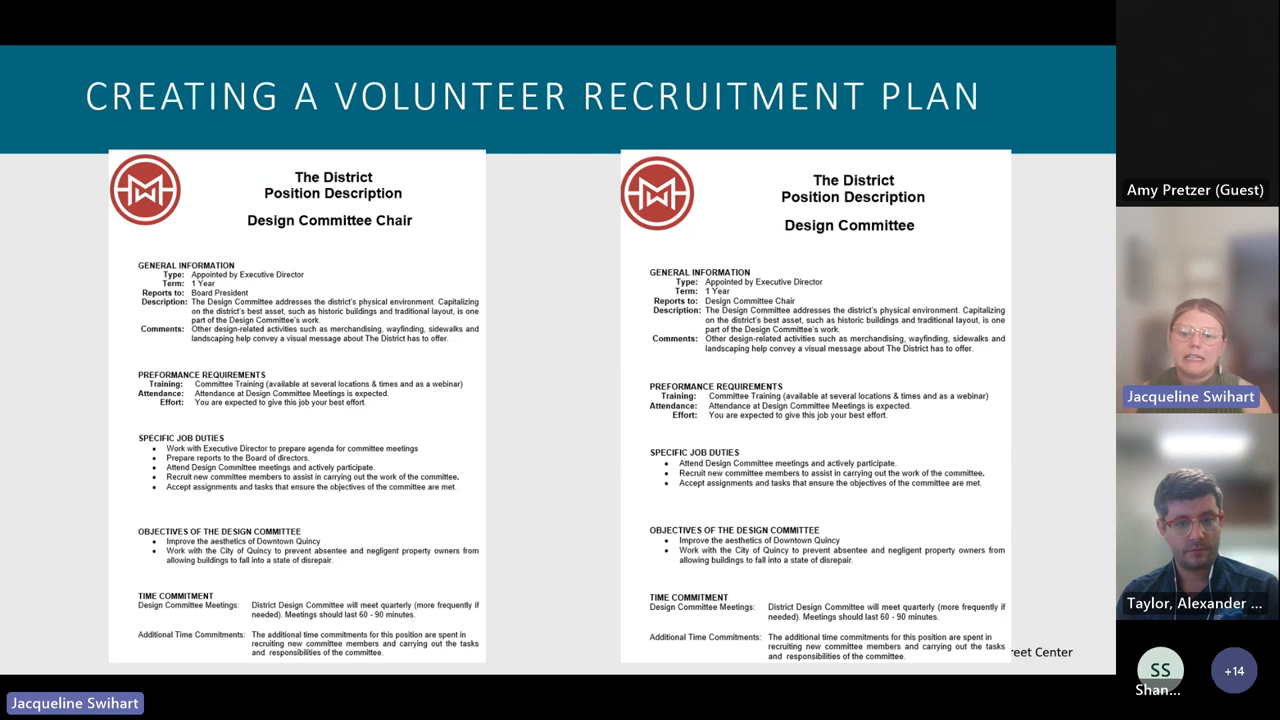 CREATING A VOLUNTEER RECRUITMENT PLAN
The District
Position Description
Design Committee Chair
GENERAL INFORMATION
Type: Appointed by Executive Director
Term: 1 Year
Reports to: Board President
Description: The Design Committee addresses the district's physical environment. Capitalizing
on the district's best asset, such as historic buildings and traditional layout, is one
part of the Design Committee's work.
Comments: Other design-related activities such as merchandising, wayfinding, sidewalks and
landscaping help convey a visual message about The District has to offer.
PREFORMANCE REQUIREMENTS
Training: Committee Training (available at several locations & times and as a webinar)
Attendance: Attendance at Design Committee Meetings is expected.
Effort: You are expected to give this job your best effort.
SPECIFIC JOB DUTIES
• Work with Executive Director to prepare agenda for committee meetings
• Prepare reports to the Board of directors.
• Attend Design Committee meetings and actively participate.
• Recruit new committee members to assist in carrying out the work of the committee.
• Accept assignments and tasks that ensure the objectives of the committee are met.
OBJECTIVES OF THE DESIGN COMMITTEE
• Improve the aesthetics of Downtown Quincy
• Work with the City of Quincy to prevent absentee and negligent property owners from
allowing buildings to fall into a state of disrepair.
TIME COMMITMENT
Design Committee Meetings: District Design Committee will meet quarterly (more frequently if
needed). Meetings should last 60 - 90 minutes.
Additional Time Commitments: The additional time commitments for this position are spent in
recruiting new committee members and carrying out the tasks
and responsibilities of the committee.
The District
Position Description
Design Committee
GENERAL INFORMATION
Type: Appointed by Executive Director
Term: 1 Year
Reports to: Design Committee Chair
Description: The Design Committee addresses the district's physical environment. Capitalizing
on the district's best asset, such as historic buildings and traditional layout, is one
part of the Design Committee's work.
Comments: Other design-related activities such as merchandising, wayfinding, sidewalks and
landscaping help convey a visual message about The District has to offer.
PREFORMANCE REQUIREMENTS
Training: Committee Training (available at several locations & times and as a webinar)
Attendance: Attendance at Design Committee Meetings is expected.
Effort: You are expected to give this job your best effort.
SPECIFIC JOB DUTIES
• Attend Design Committee meetings and actively participate.
• Recruit new committee members to assist in carrying out the work of the committee.
• Accept assignments and tasks that ensure the objectives of the committee are met.
OBJECTIVES OF THE DESIGN COMMITTEE
• Improve the aesthetics of Downtown Quincy
• Work with the City of Quincy to prevent absentee and negligent property owners from
allowing buildings to fall into a state of disrepair.
TIME COMMITMENT
Design Committee Meetings: District Design Committee will meet quarterly (more frequently if
needed). Meetings should last 60 - 90 minutes.
Additional Time Commitments: The additional time commitments for this position are spent in
recruiting new committee members and carrying out the tasks
and responsibilities of the committee.
reet Center
Amy Pretzer (Guest)
Jacqueline Swihart
Taylor, Alexander ...
SS
Shan...
+14
Jacqueline Swihart